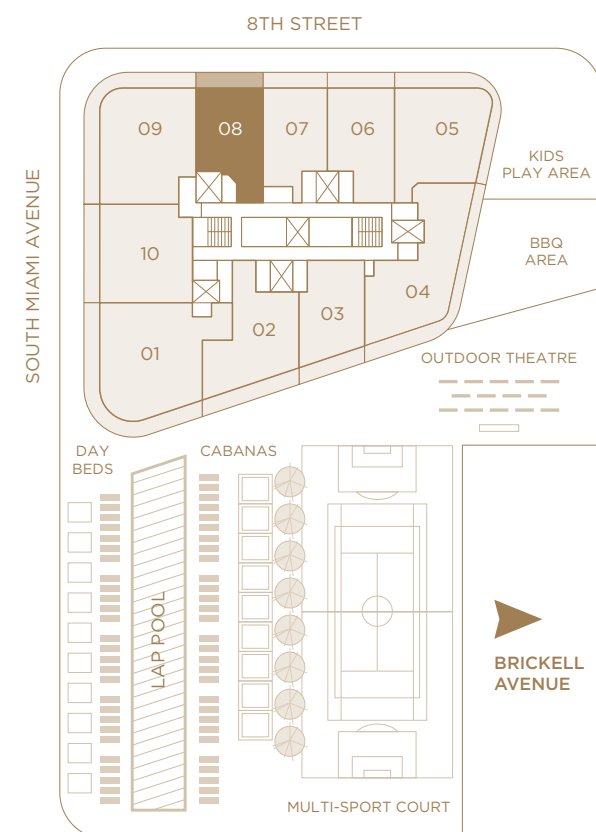 8TH STREET
SOUTH MIAMI AVENUE
09
08
07
06
05
KIDS
PLAY AREA
10
BBQ
AREA
04
03
02
01
OUTDOOR THEATRE
DAY
BEDS
CABANAS
LAP POOL
BRICKELL
AVENUE
MULTI-SPORT COURT